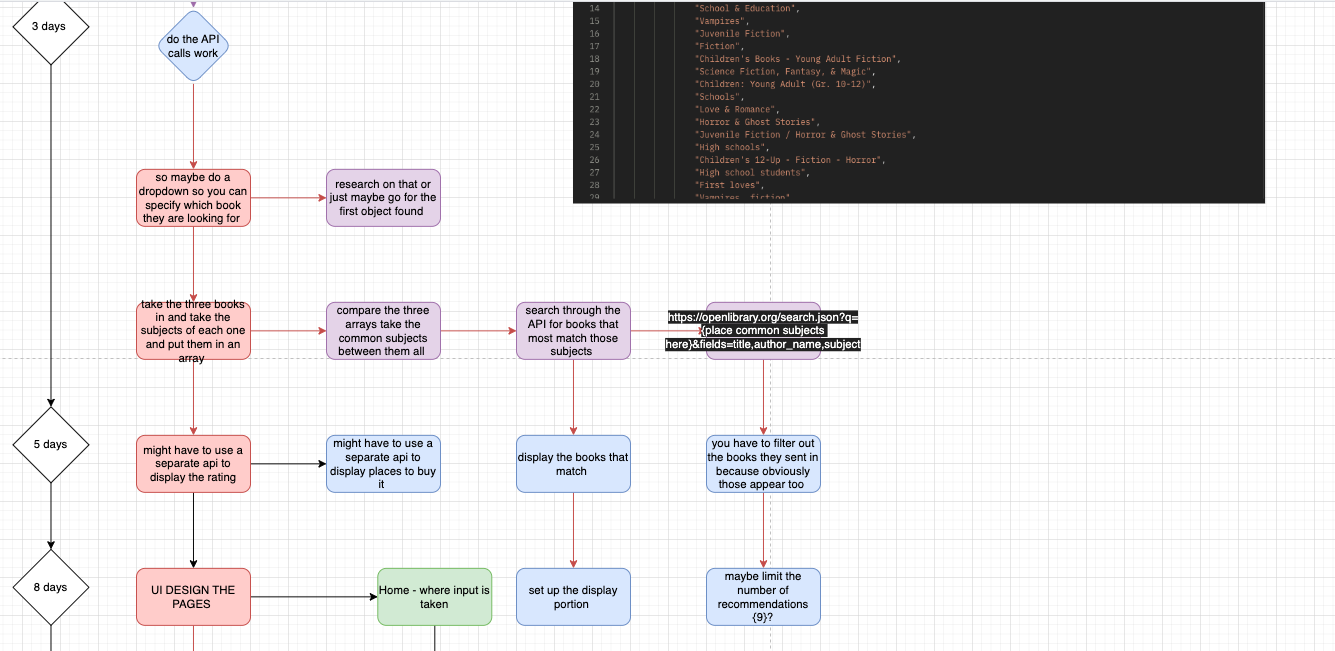 3 days
do the API
calls work
14 "School & Education",
15 "Vampires",
16 "Juvenile Fiction",
17 "Fiction",
18 "Children's Books - Young Adult Fiction",
19 "Science Fiction, Fantasy, & Magic",
20 "Children: Young Adult (Gr. 10-12)",
21 "Schools",
22 "Love & Romance",
23 "Horror & Ghost Stories",
24 "Juvenile Fiction / Horror & Ghost Stories",
25 "High schools",
26 "Children's 12-Up - Fiction - Horror",
27 "High school students",
28 "First loves",
29 "Vampires, fiction"
so maybe do a
dropdown so you can
specify which book
they are looking for
research on that or
just maybe go for the
first object found
take the three books
in and take the
subjects of each one
and put them in an
array
compare the three
arrays take the
common subjects
between them all
search through the
API for books that
most match those
subjects
https://openlibrary.org/search.json?q=
{place common subjects
here}&fields=title,author_name,subject
5 days
might have to use a
separate api to
display the rating
might have to use a
separate api to
display places to buy
it
display the books that
match
you have to filter out
the books they sent in
because obviously
those appear too
8 days
UI DESIGN THE
PAGES
Home - where input is
taken
set up the display
portion
maybe limit the
number of
recommendations
{9}?